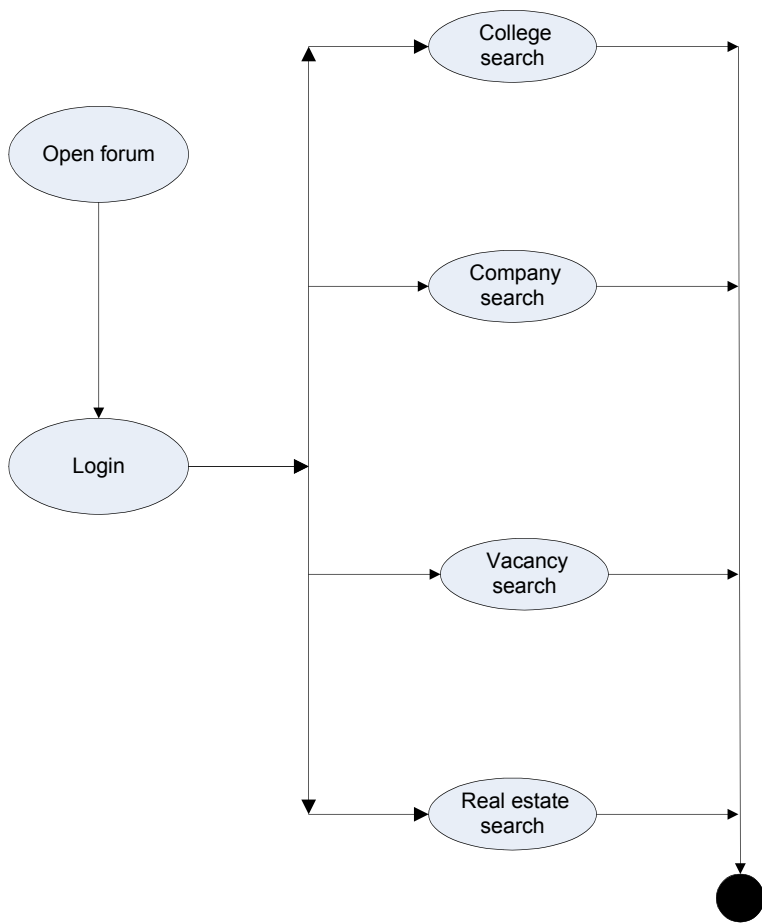 College
search
Open forum
Company
search
Login
Vacancy
search
Real estate
search